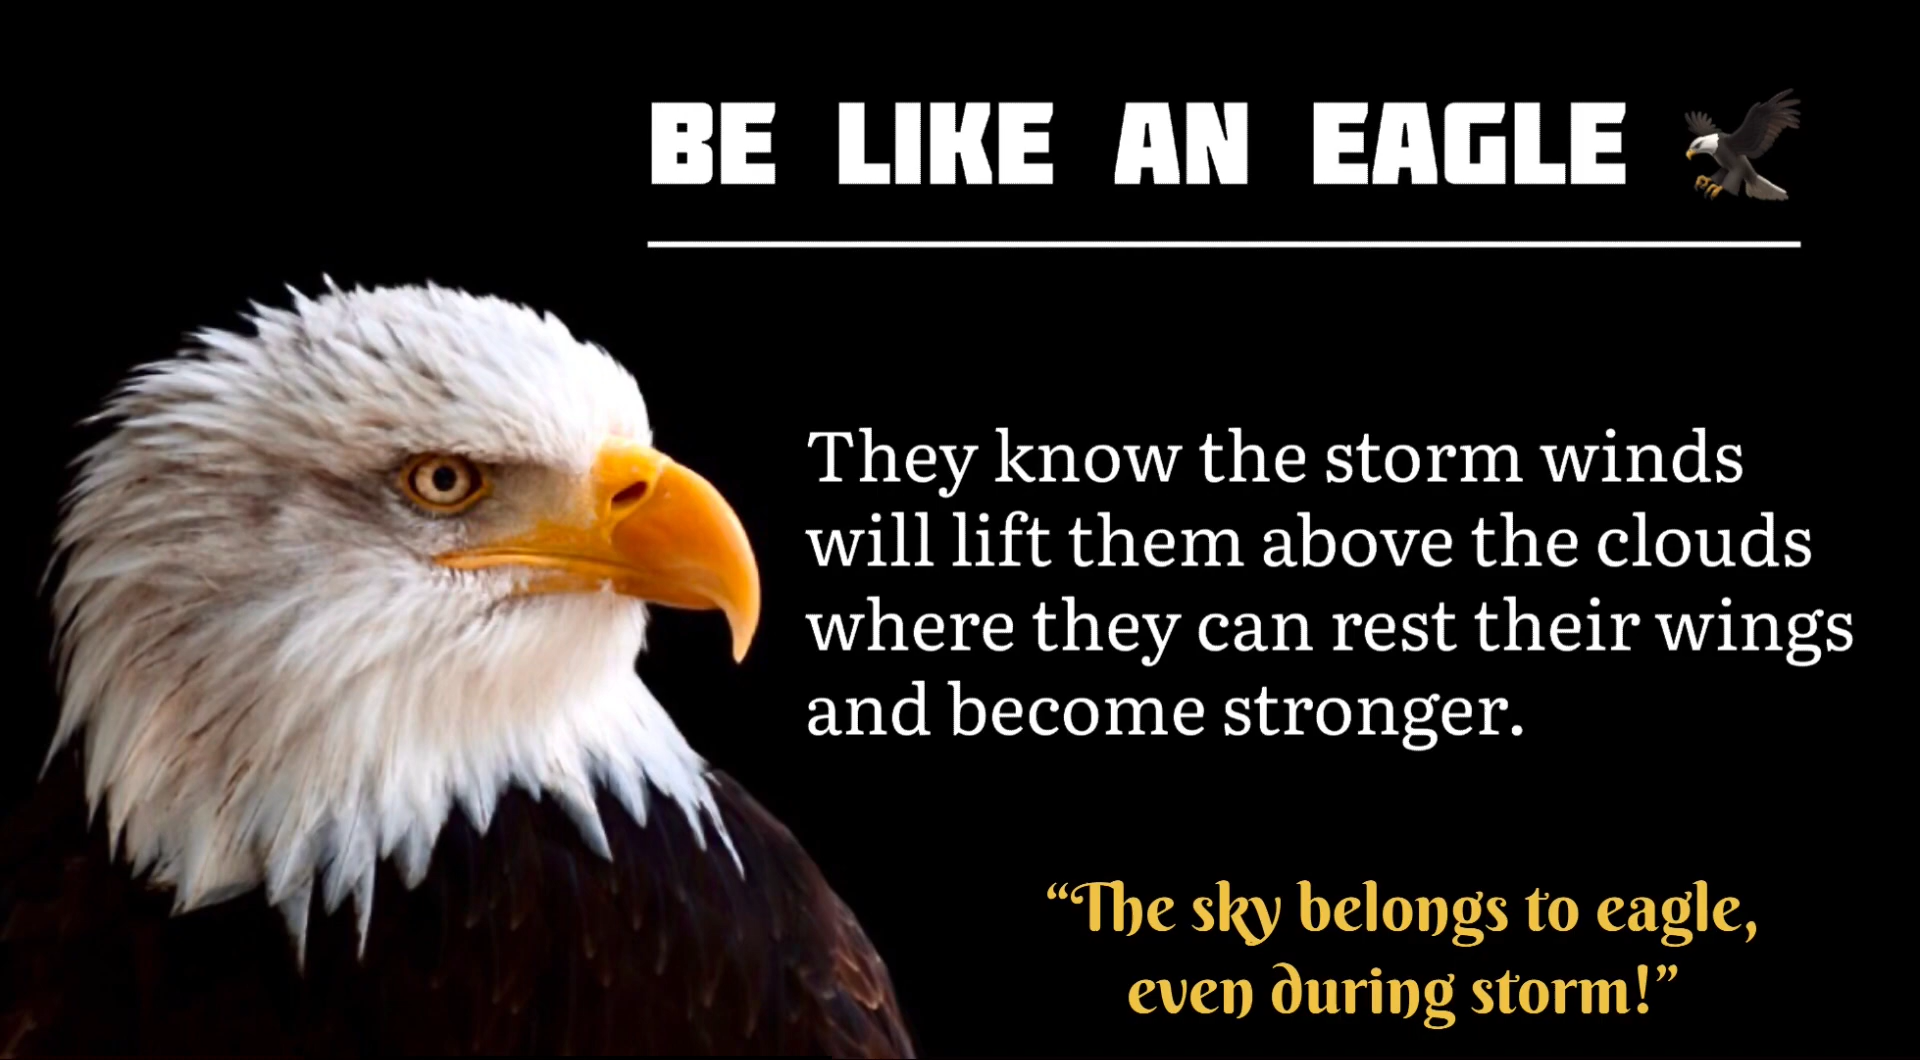 BE LIKE AN EAGLE 🦅
They know the storm winds
will lift them above the clouds
where they can rest their wings
and become stronger.
“The sky belongs to eagle,
even during storm!”